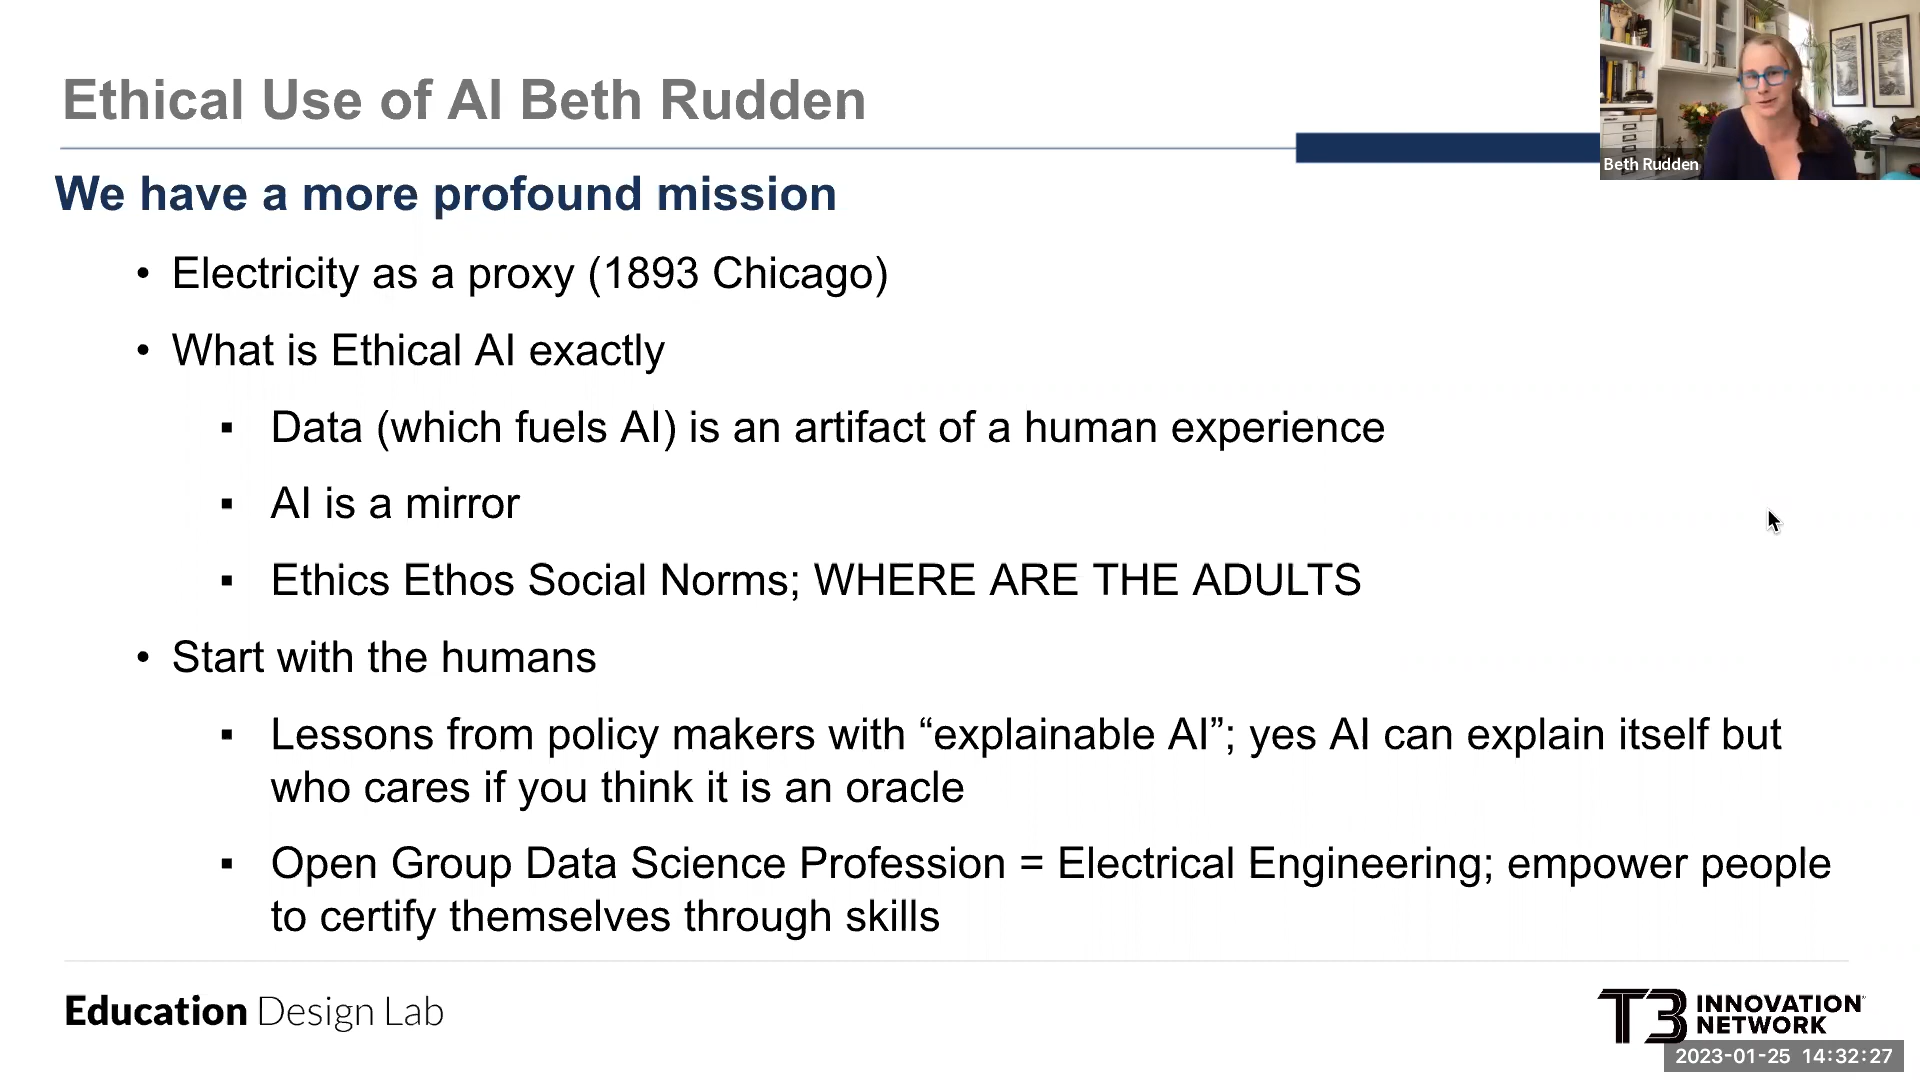 Ethical Use of AI Beth Rudden
Beth Rudden
We have a more profound mission
• Electricity as a proxy (1893 Chicago)
• What is Ethical AI exactly
▪ Data (which fuels AI) is an artifact of a human experience
▪ AI is a mirror
▪ Ethics Ethos Social Norms; WHERE ARE THE ADULTS
• Start with the humans
▪ Lessons from policy makers with “explainable AI”; yes AI can explain itself but
who cares if you think it is an oracle
▪ Open Group Data Science Profession = Electrical Engineering; empower people
to certify themselves through skills
Education Design Lab
T3 INNOVATION
NETWORK
2023-01-25 14:32:27